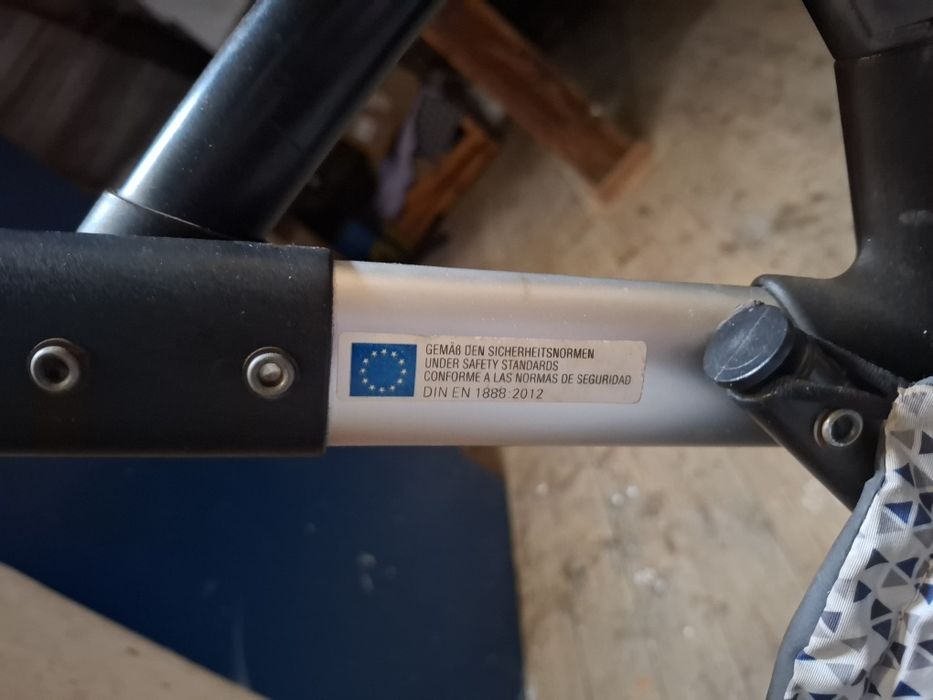 GEMÄß DEN SICHERHEITSNORMEN
UNDER SAFETY STANDARDS
CONFORME A LAS NORMAS DE SEGURIDAD
DIN EN 1888:2012